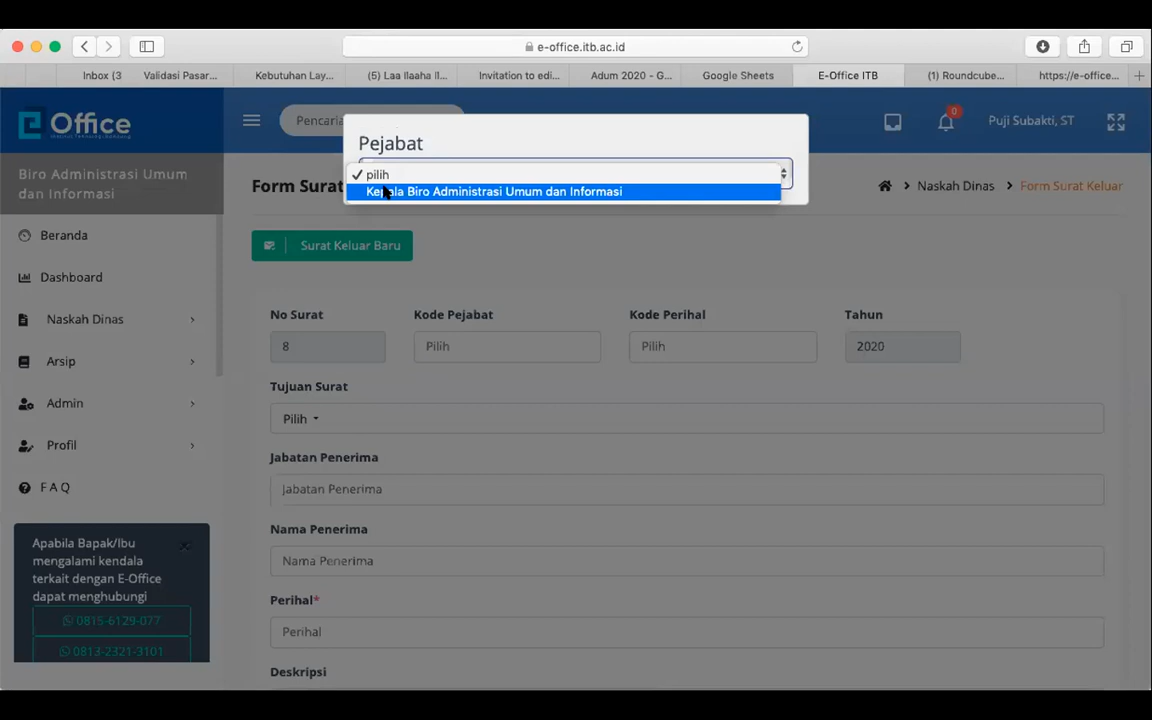 e-office.itb.ac.id
Inbox (3
Validasi Pasar...
Kebutuhan Lay...
(5) Laa ilaaha Il...
Invitation to edi...
Adum 2020 - G...
Google Sheets
E-Office ITB
(1) Roundcube...
https://e-office...
Office
Pencaria
Pejabat
0
Puji Subakti, ST
pilih
Kepala Biro Administrasi Umum dan Informasi
Biro Administrasi Umum
dan Informasi
Form Surat
Naskah Dinas
Form Surat Keluar
Beranda
Surat Keluar Baru
Dashboard
Naskah Dinas
Arsip
Admin
Profil
F A Q
No Surat
Kode Pejabat
Kode Perihal
Tahun
8
Pilih
Pilih
2020
Tujuan Surat
Pilih
Jabatan Penerima
Jabatan Penerima
Nama Penerima
Nama Penerima
Perihal*
Perihal
Deskripsi
Apabila Bapak/Ibu
mengalami kendala
terkait dengan E-Office
dapat menghubungi
0815-6129-077
0813-2321-3101